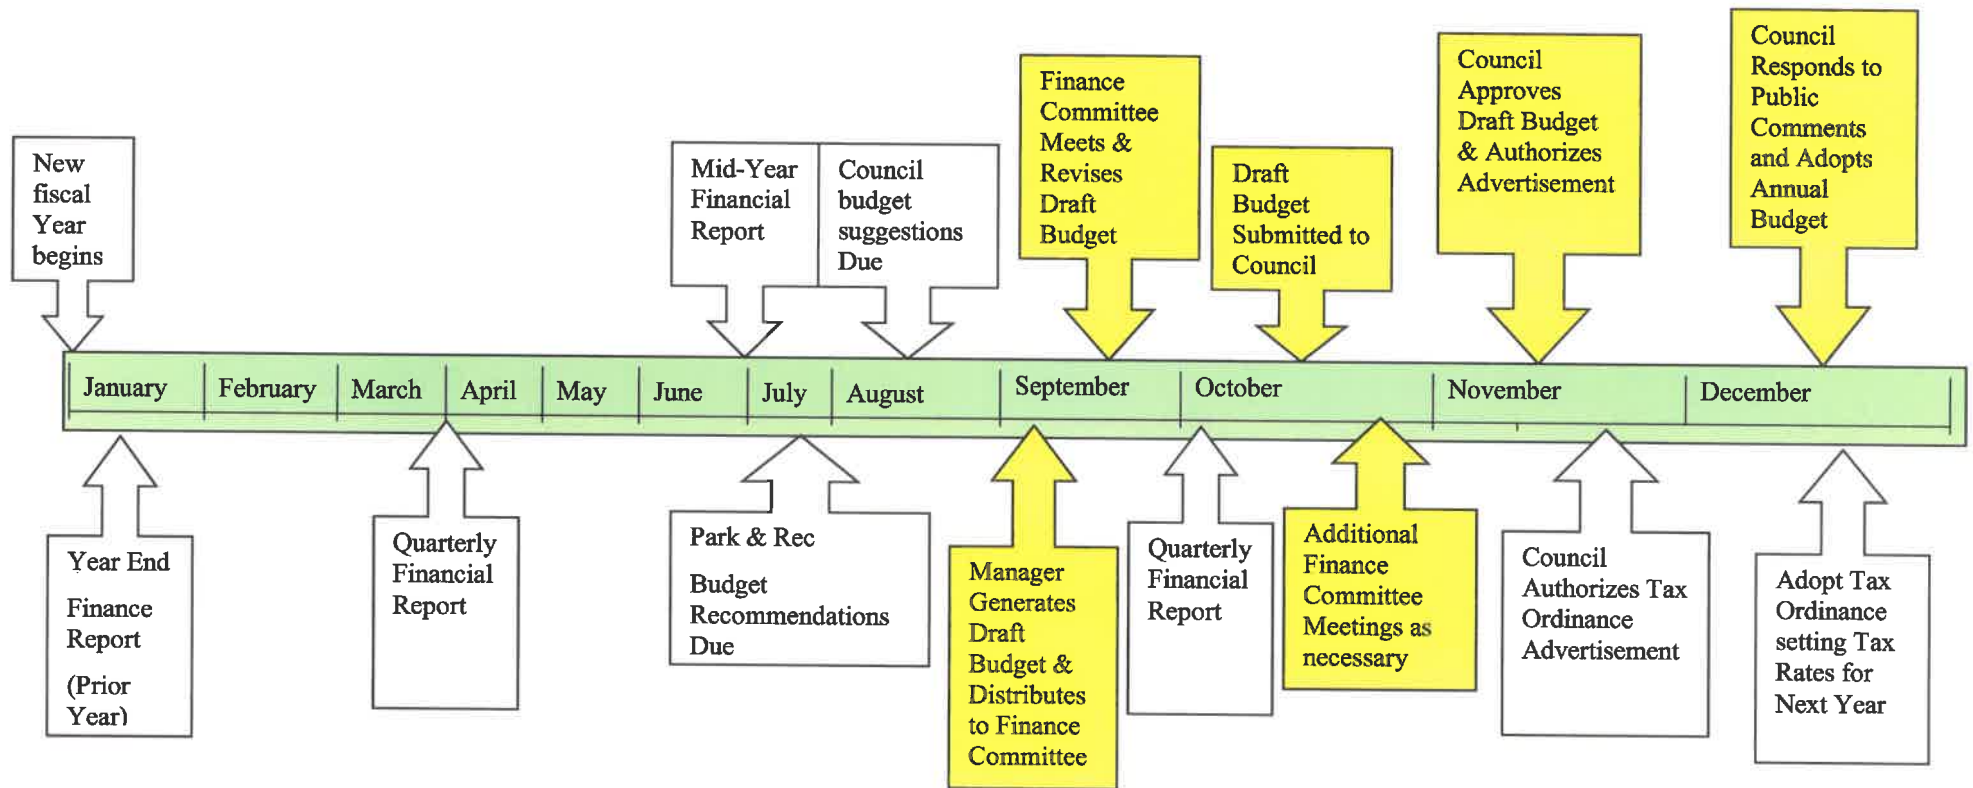 New
fiscal
Year
begins
Mid-Year
Financial
Report
Council
budget
suggestions
Due
Finance
Committee
Meets &
Revises
Draft
Budget
Draft
Budget
Submitted to
Council
Council
Approves
Draft Budget
& Authorizes
Advertisement
Council
Responds to
Public
Comments
and Adopts
Annual
Budget
January
February
March
April
May
June
July
August
September
October
November
December
Year End
Finance
Report
(Prior
Year)
Quarterly
Financial
Report
Park & Rec
Budget
Recommendations
Due
Manager
Generates
Draft
Budget &
Distributes
to Finance
Committee
Quarterly
Financial
Report
Additional
Finance
Committee
Meetings as
necessary
Council
Authorizes Tax
Ordinance
Advertisement
Adopt Tax
Ordinance
setting Tax
Rates for
Next Year